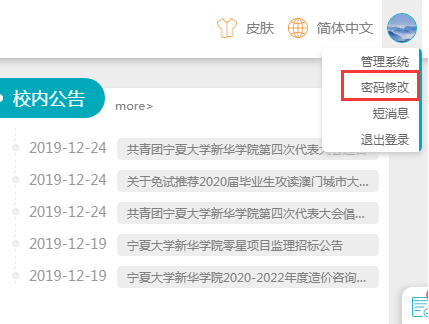 皮肤 简体中文
管理系统
密码修改
短消息
退出登录
校内公告
more>
2019-12-24 共青团宁夏大学新华学院第四次代表大会
2019-12-24 关于免试推荐2020届毕业生攻读澳门城市大...
2019-12-24 共青团宁夏大学新华学院第四次代表大会倡...
2019-12-19 宁夏大学新华学院零星项目监理招标公告
2019-12-19 宁夏大学新华学院2020-2022年度造价咨询...